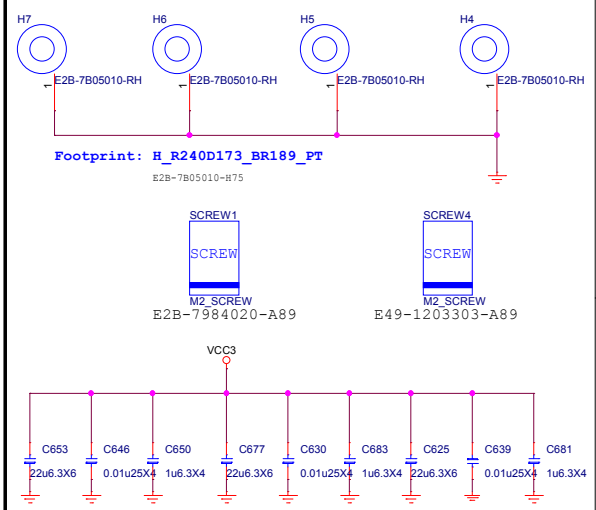 H7 H6 H5 H4
E2B-7B05010-RH E2B-7B05010-RH E2B-7B05010-RH E2B-7B05010-RH
1 1 1 1
Footprint: H_R240D173_BR189_PT
E2B-7B05010-H75
SCREW1 SCREW4
SCREW SCREW
M2_SCREW M2_SCREW
E2B-7984020-A89 E49-1203303-A89
VCC3
C653 C646 C650 C677 C630 C683 C625 C639 C681
22u6.3X6 0.01u25X4 1u6.3X4 22u6.3X6 0.01u25X4 1u6.3X4 22u6.3X6 0.01u25X4 1u6.3X4